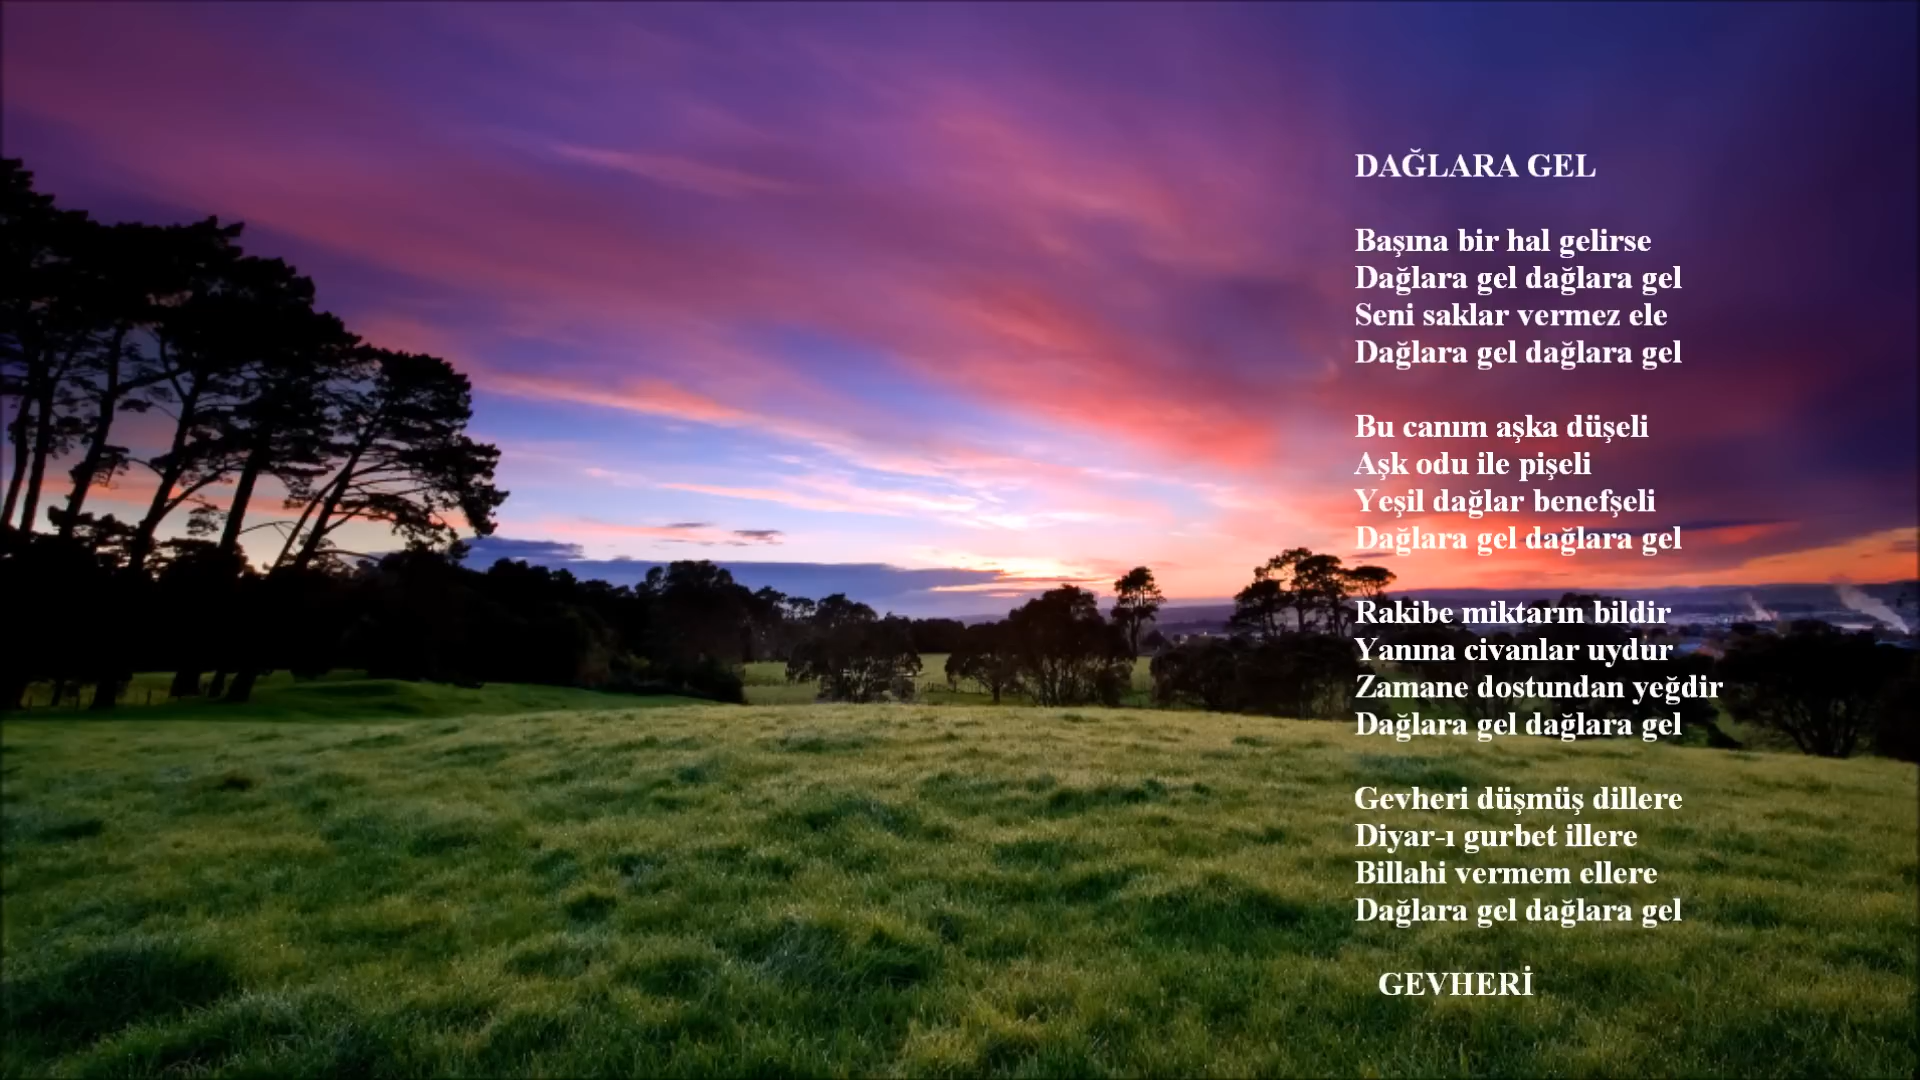 DAĞLARA GEL
Başına bir hal gelirse
Dağlara gel dağlara gel
Seni saklar vermez ele
Dağlara gel dağlara gel
Bu canım aşka düşeli
Aşk odu ile pişeli
Yeşil dağlar benefşeli
Dağlara gel dağlara gel
Rakibe miktarın bildir
Yanına civanlar uydur
Zamane dostundan yeğdir
Dağlara gel dağlara gel
Gevheri düşmüş dillere
Diyar-ı gurbet illere
Billahi vermem ellere
Dağlara gel dağlara gel
GEVHERİ